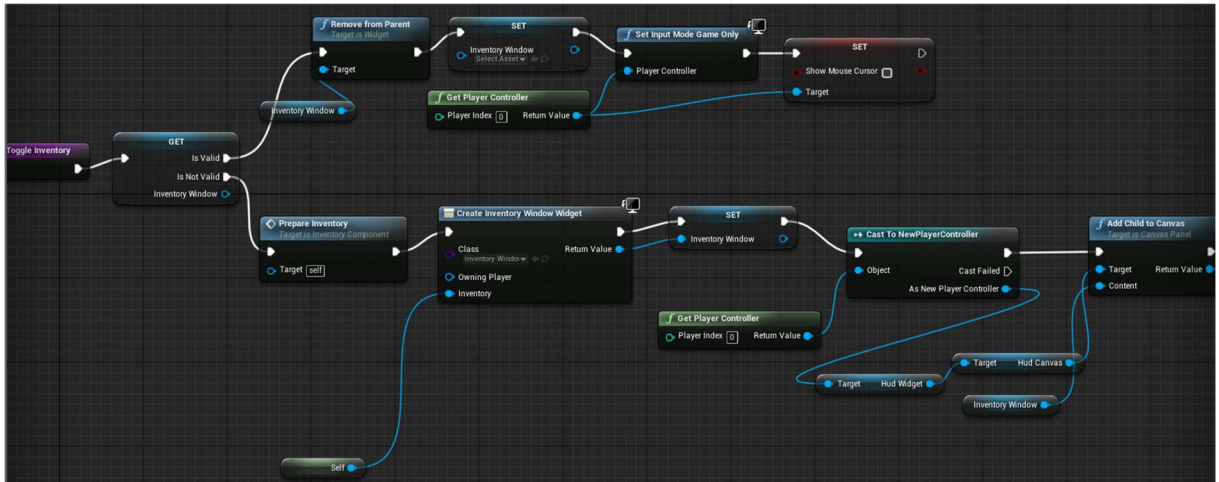 Remove from Parent
Target is Widget
Target
Inventory Window
SET
Inventory Window
Select Asset
Set Input Mode Game Only
Player Controller
SET
Show Mouse Cursor
Target
Get Player Controller
Player Index 0 Return Value
Toggle Inventory
GET
Is Valid
Is Not Valid
Inventory Window
Prepare Inventory
Target is Inventory Component
Target self
Create Inventory Window Widget
Class Return Value
Inventory Window
Owning Player
Inventory
SET
Inventory Window
Cast To NewPlayerController
Object Cast Failed
As New Player Controller
Add Child to Canvas
Target is Canvas Panel
Target Return Value
Content
Get Player Controller
Player Index 0 Return Value
Target Hud Canvas
Target Hud Widget
Inventory Window
Self